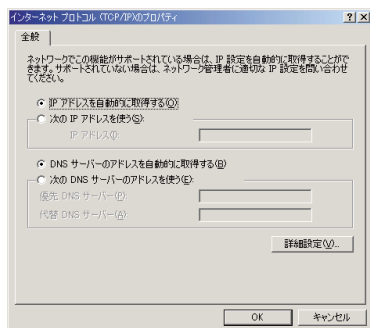 インターネット プロトコル (TCP/IP)のプロパティ
? ×
全般
ネットワークでこの機能がサポートされている場合は、IP 設定を自動的に取得することがで
きます。サポートされていない場合は、ネットワーク管理者に適切な IP 設定を問い合わせ
てください。
IP アドレスを自動的に取得する(O)
次の IP アドレスを使う(S):
IP アドレス(I):
DNS サーバーのアドレスを自動的に取得する(B)
次の DNS サーバーのアドレスを使う(E):
優先 DNS サーバー(P):
代替 DNS サーバー(A):
詳細設定(V)...
OK
キャンセル